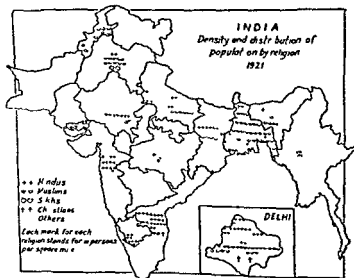 INDIA
Density and distribution of
population by religion
1921
Hindus
Muslims
Sikhs
Christians
Others
Each mark for each
religion stands for persons
per square mile
DELHI